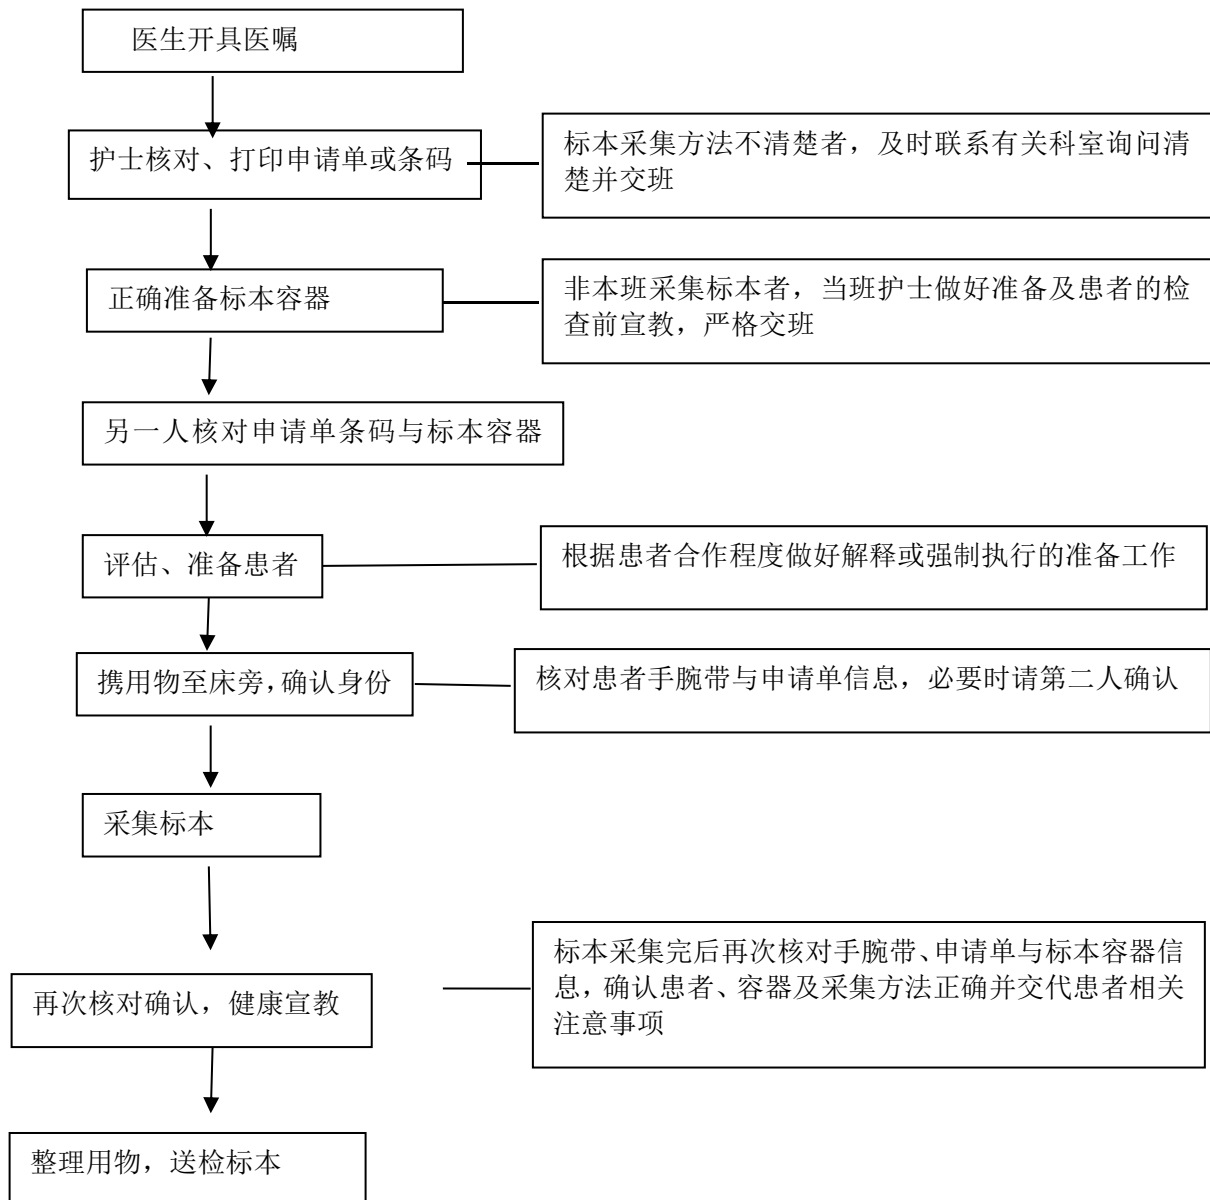 医生开具医嘱
护士核对、打印申请单或条码
标本采集方法不清楚者，及时联系有关科室询问清
楚并交班
正确准备标本容器
非本班采集标本者，当班护士做好准备及患者的检
查前宣教，严格交班
另一人核对申请单条码与标本容器
评估、准备患者
根据患者合作程度做好解释或强制执行的准备工作
携用物至床旁，确认身份
核对患者手腕带与申请单信息，必要时请第二人确认
采集标本
再次核对确认，健康宣教
标本采集完后再次核对手腕带、申请单与标本容器信
息，确认患者、容器及采集方法正确并交代患者相关
注意事项
整理用物，送检标本